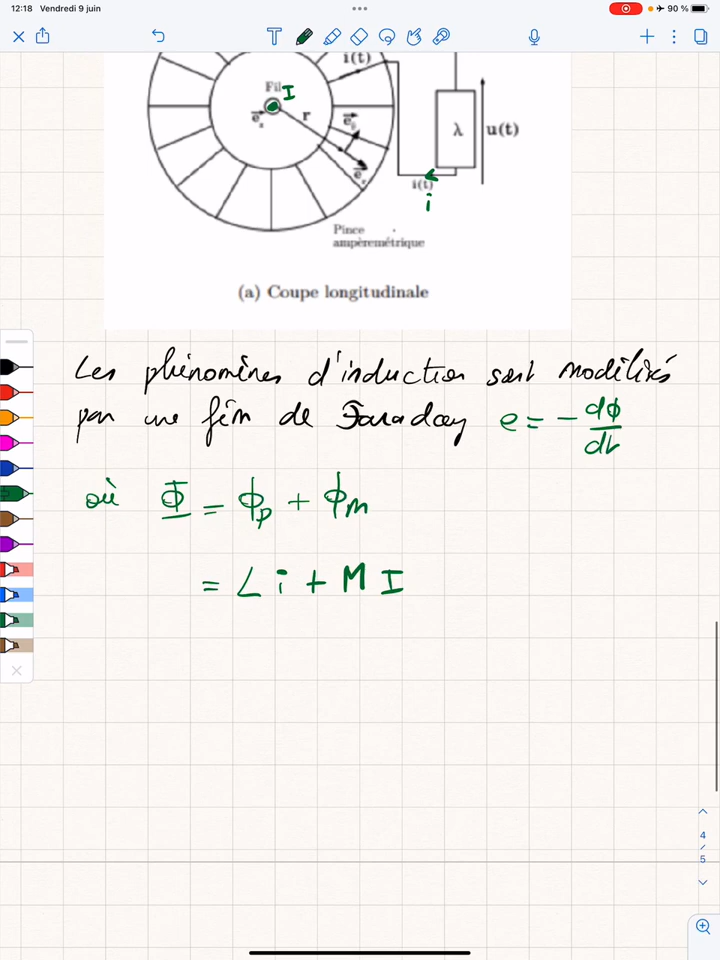 12:18 Vendredi 9 juin
90 %
i(t)
Fil I
r
λ
u(t)
i(t)
i
Pince
ampèremétrique
(a) Coupe longitudinale
Les phénomènes d'induction sont modélisés
par une fém de Faraday e = - dϕ/dt
où Φ = ϕp + ϕm
= Li + M I
4
/
5